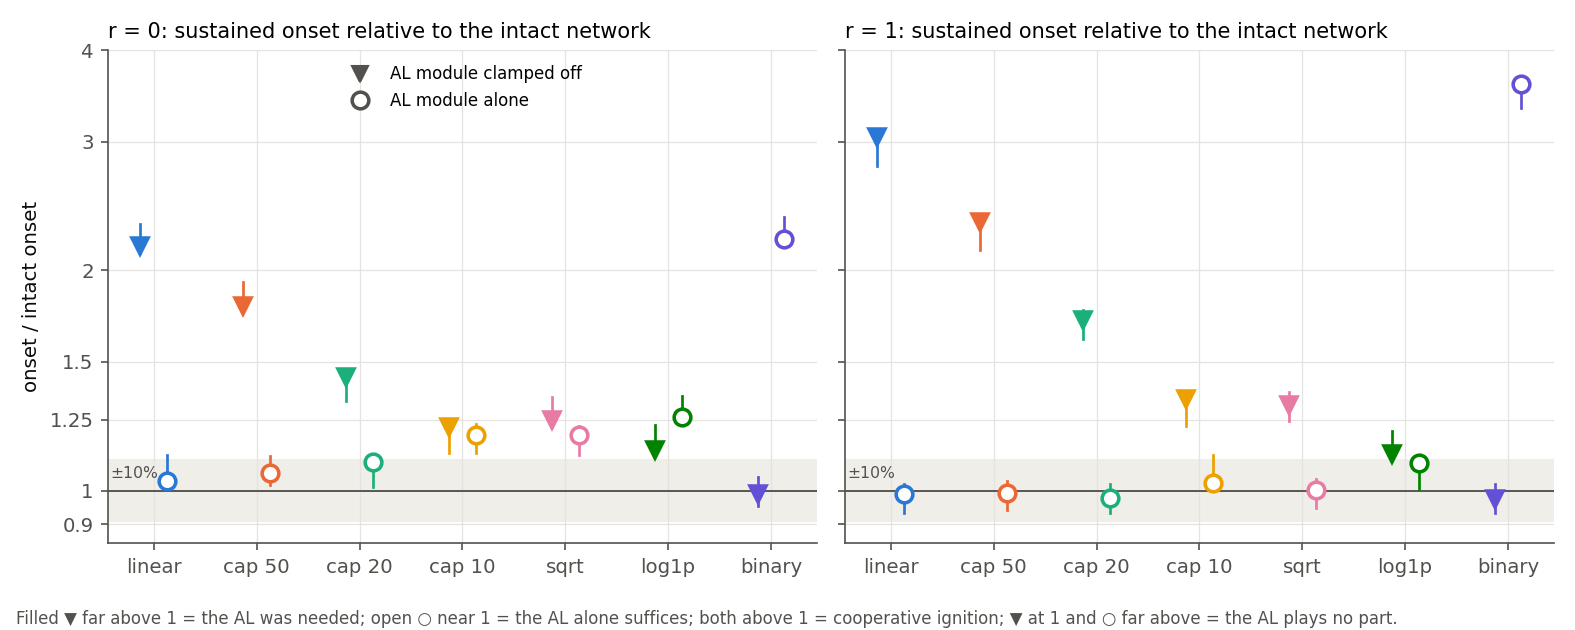 r = 0: sustained onset relative to the intact network
r = 1: sustained onset relative to the intact network
AL module clamped off
AL module alone
onset / intact onset
4
3
2
1.5
1.25
1
0.9
±10%
±10%
linear
cap 50
cap 20
cap 10
sqrt
log1p
binary
linear
cap 50
cap 20
cap 10
sqrt
log1p
binary
Filled ▼ far above 1 = the AL was needed; open ○ near 1 = the AL alone suffices; both above 1 = cooperative ignition; ▼ at 1 and ○ far above = the AL plays no part.